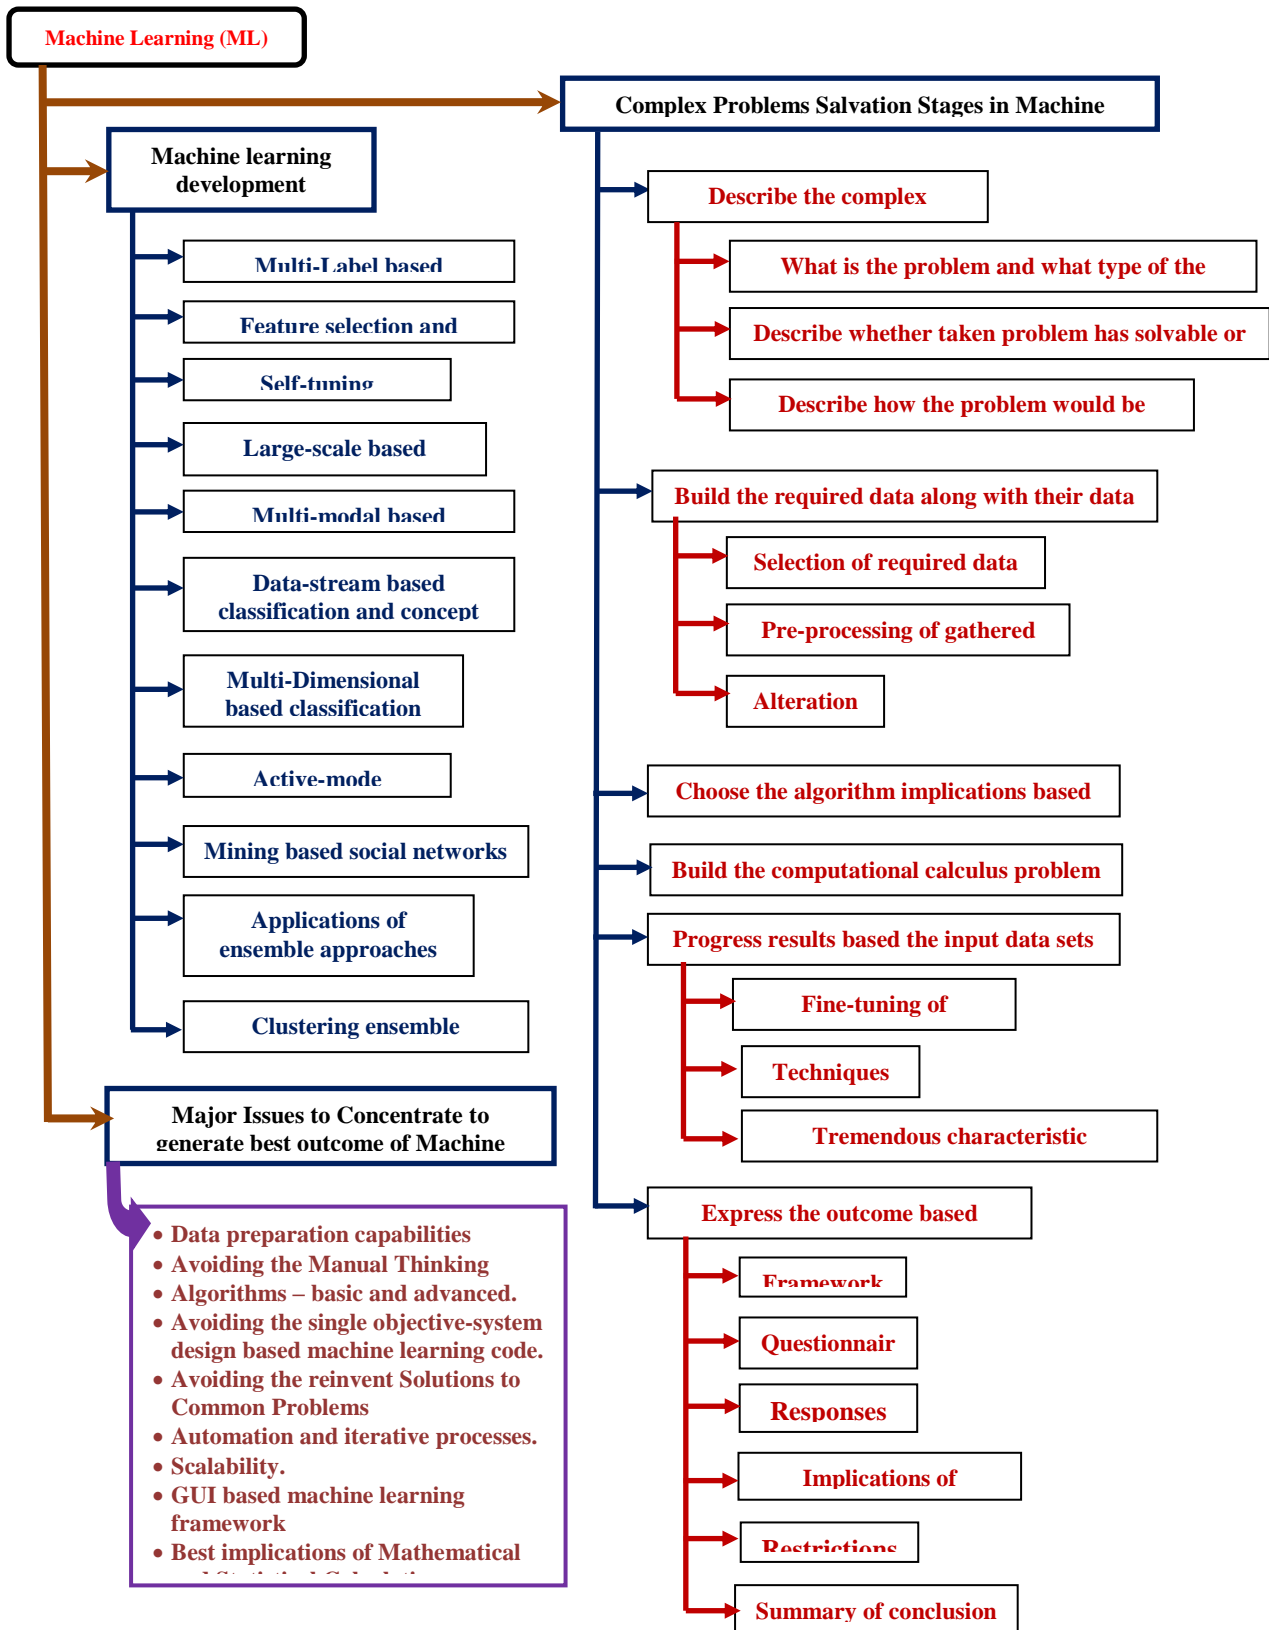 Machine Learning (ML)
Complex Problems Salvation Stages in Machine
Machine learning
development
Multi-Label based
Feature selection and
Self-tuning
Large-scale based
Multi-modal based
Data-stream based
classification and concept
Multi-Dimensional
based classification
Active-mode
Mining based social networks
Applications of
ensemble approaches
Clustering ensemble
Major Issues to Concentrate to
generate best outcome of Machine
• Data preparation capabilities
• Avoiding the Manual Thinking
• Algorithms – basic and advanced.
• Avoiding the single objective-system
design based machine learning code.
• Avoiding the reinvent Solutions to
Common Problems
• Automation and iterative processes.
• Scalability.
• GUI based machine learning
framework
• Best implications of Mathematical
Describe the complex
What is the problem and what type of the
Describe whether taken problem has solvable or
Describe how the problem would be
Build the required data along with their data
Selection of required data
Pre-processing of gathered
Alteration
Choose the algorithm implications based
Build the computational calculus problem
Progress results based the input data sets
Fine-tuning of
Techniques
Tremendous characteristic
Express the outcome based
Framework
Questionnair
Responses
Implications of
Restrictions
Summary of conclusion